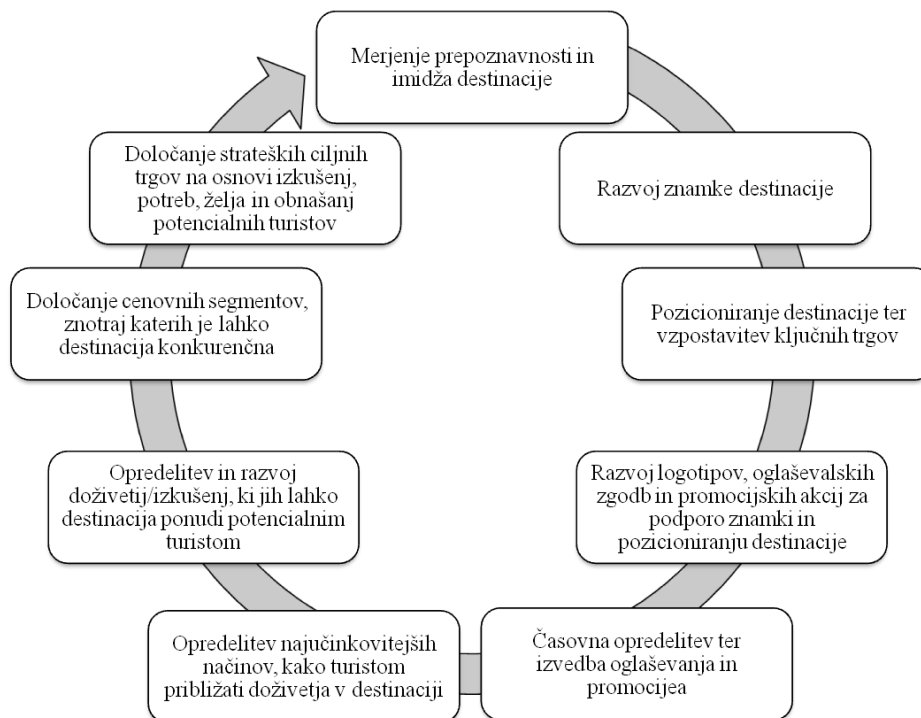 Merjenje prepoznavnosti in
imidža destinacije
Razvoj znamke destinacije
Pozicioniranje destinacije ter
vzpostavitev ključnih trgov
Razvoj logotipov, oglaševalskih
zgodb in promocijskih akcij za
podporo znamki in
pozicioniranju destinacije
Časovna opredelitev ter
izvedba oglaševanja in
promocijea
Opredelitev najučinkovitejših
načinov, kako turistom
približati doživetja v destinaciji
Opredelitev in razvoj
doživetij/izkušenj, ki jih lahko
destinacija ponudi potencialnim
turistom
Določanje cenovnih segmentov,
znotraj katerih je lahko
destinacija konkurenčna
Določanje strateških ciljnih
trgov na osnovi izkušenj,
potreb, želja in obnašanj
potencialnih turistov